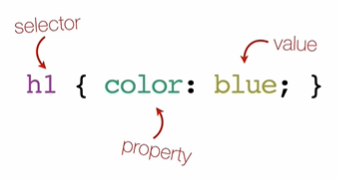 selector
value
h1 { color: blue; }
property